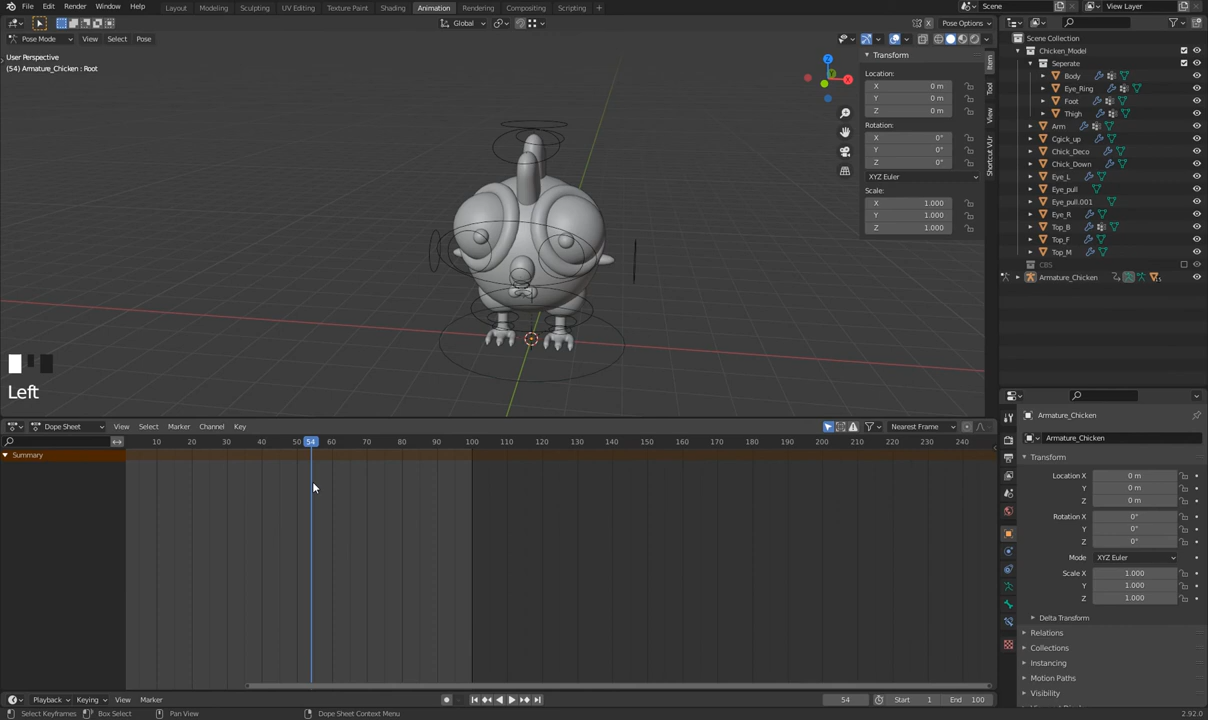 File Edit Render Window Help Layout Modeling Sculpting UV Editing Texture Paint Shading Animation Rendering Compositing Scripting + Scene View Layer
Global Pose Options
Pose Mode View Select Pose
User Perspective
(54) Armature_Chicken : Root
Transform
Location:
X 0 m
Y 0 m
Z 0 m
Rotation:
X 0°
Y 0°
Z 0°
XYZ Euler
Scale:
X 1.000
Y 1.000
Z 1.000
Item
Tool
View
Shortcut VUr
X
Z
Left
Scene Collection
Chicken_Model
Seperate
Body
Eye_Ring
Foot
Thigh
Arm
Cgick_up
Chick_Deco
Chick_Down
Eye_L
Eye_pull
Eye_pull.001
Eye_R
Top_B
Top_F
Top_M
CBS
Armature_Chicken
Dope Sheet View Select Marker Channel Key Nearest Frame
10 20 30 40 50 54 60 70 80 90 100 110 120 130 140 150 160 170 180 190 200 210 220 230 240
Summary
Armature_Chicken
Armature_Chicken
Transform
Location X 0 m
Y 0 m
Z 0 m
Rotation X 0°
Y 0°
Z 0°
Mode XYZ Euler
Scale X 1.000
Y 1.000
Z 1.000
Delta Transform
Relations
Collections
Instancing
Motion Paths
Visibility
Playback Keying View Marker 54 Start 1 End 100
Select Keyframes Box Select Pan View Dope Sheet Context Menu 2.92.0